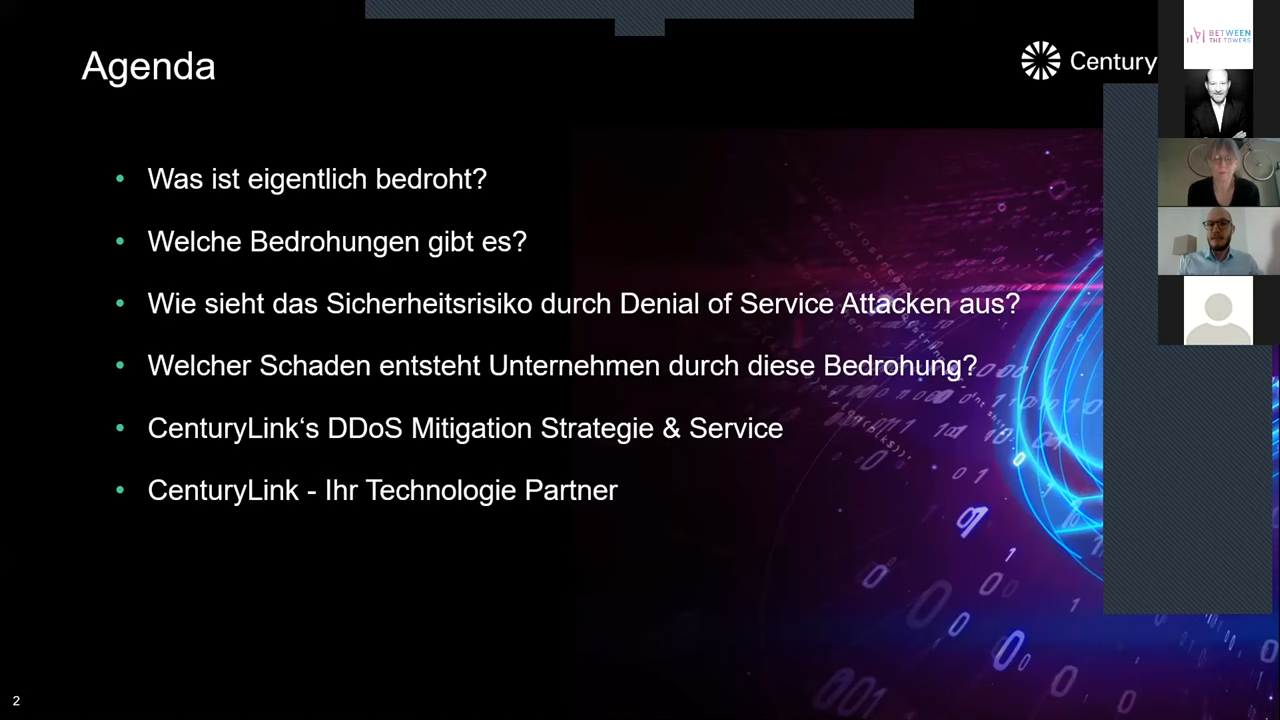 Agenda
Century
BETWEEN
THE TOWERS
• Was ist eigentlich bedroht?
• Welche Bedrohungen gibt es?
• Wie sieht das Sicherheitsrisiko durch Denial of Service Attacken aus?
• Welcher Schaden entsteht Unternehmen durch diese Bedrohung?
• CenturyLink‘s DDoS Mitigation Strategie & Service
• CenturyLink - Ihr Technologie Partner
2